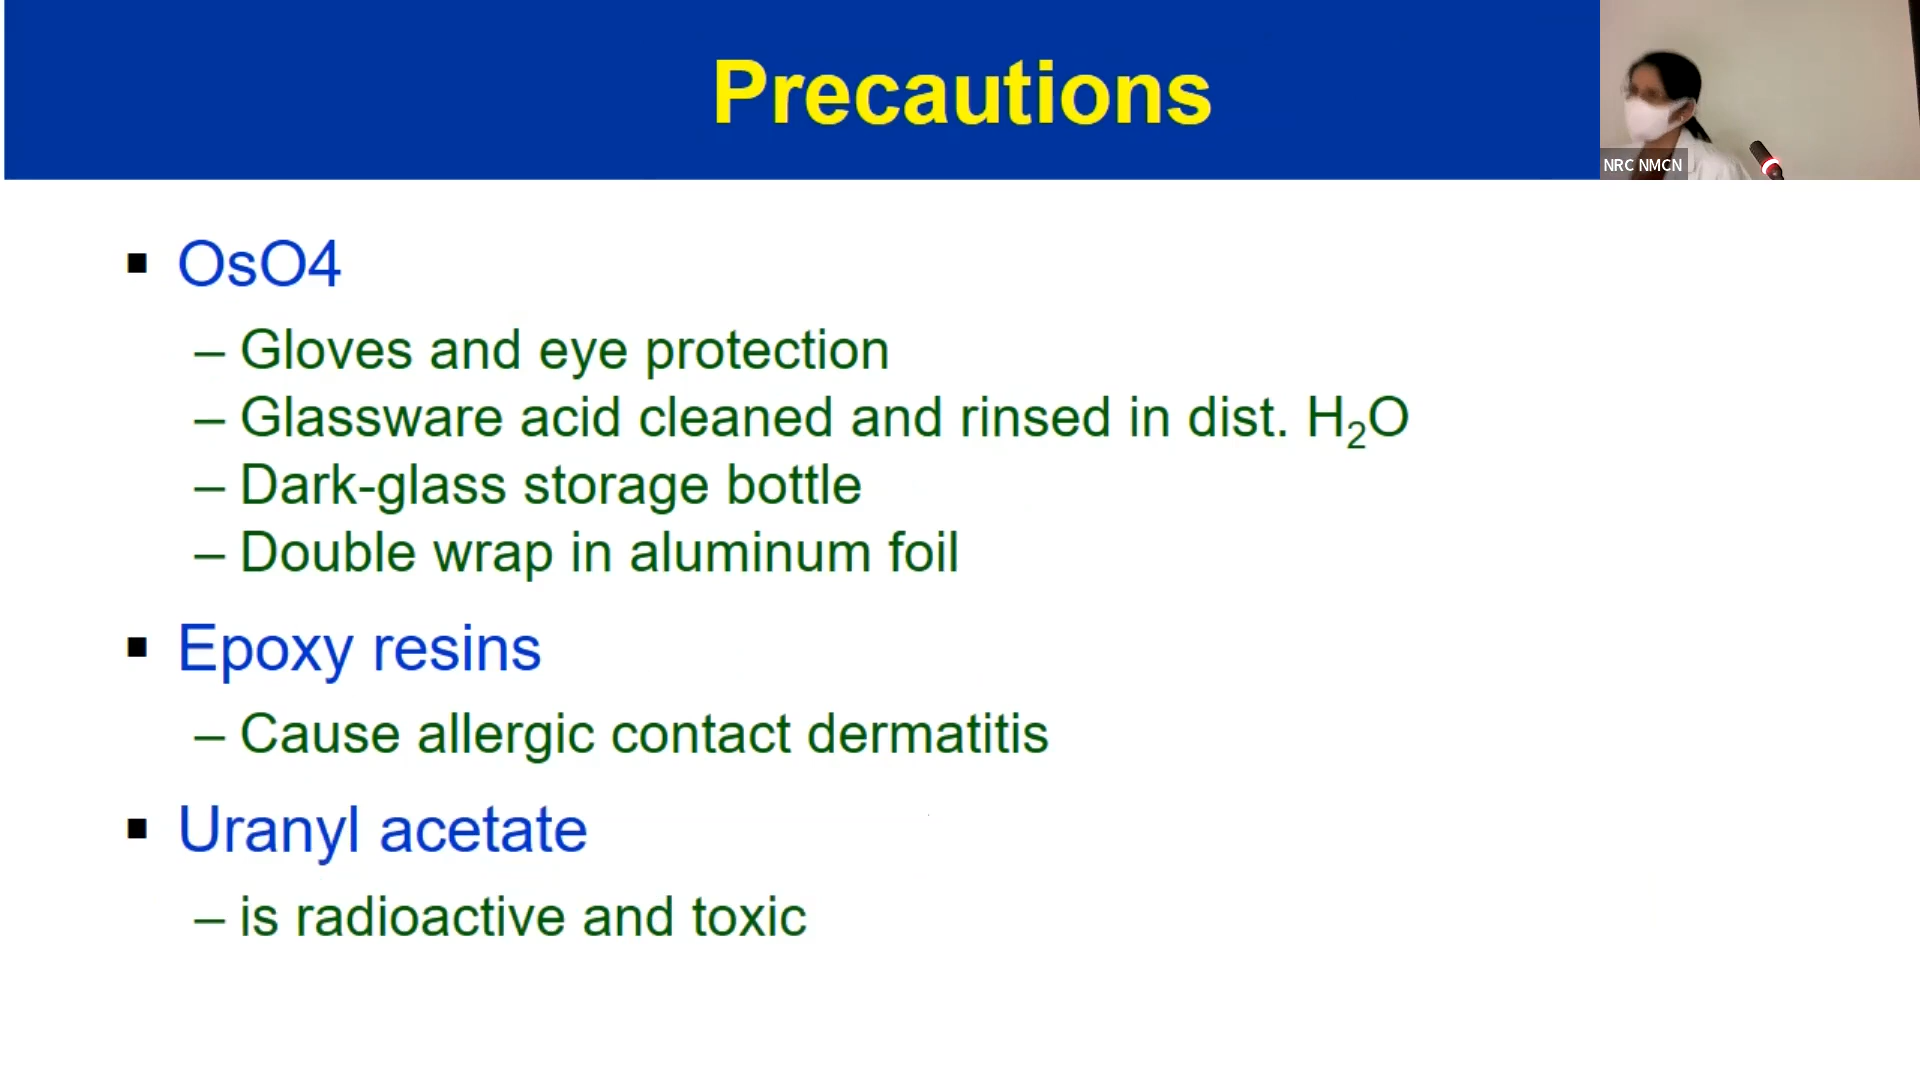 Precautions
NRC NMCN
▪ OsO4
– Gloves and eye protection
– Glassware acid cleaned and rinsed in dist. H₂O
– Dark-glass storage bottle
– Double wrap in aluminum foil
▪ Epoxy resins
– Cause allergic contact dermatitis
▪ Uranyl acetate
– is radioactive and toxic